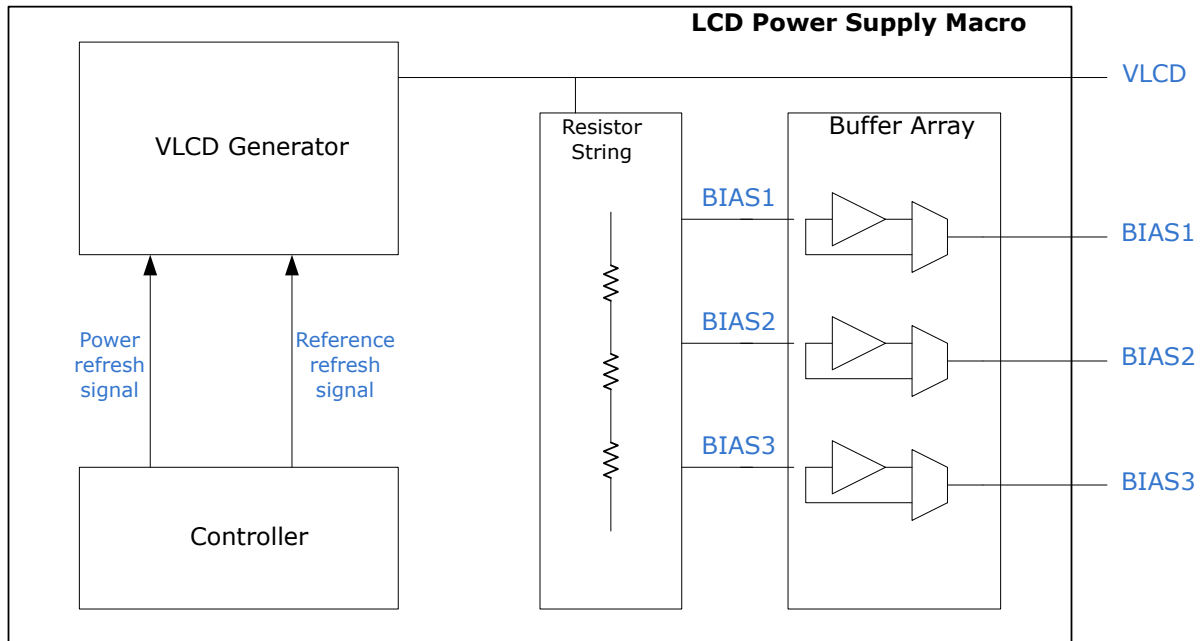 LCD Power Supply Macro
VLCD
VLCD Generator
Resistor
String
Buffer Array
BIAS1
BIAS1
BIAS2
BIAS2
BIAS3
BIAS3
Power
refresh
signal
Reference
refresh
signal
Controller